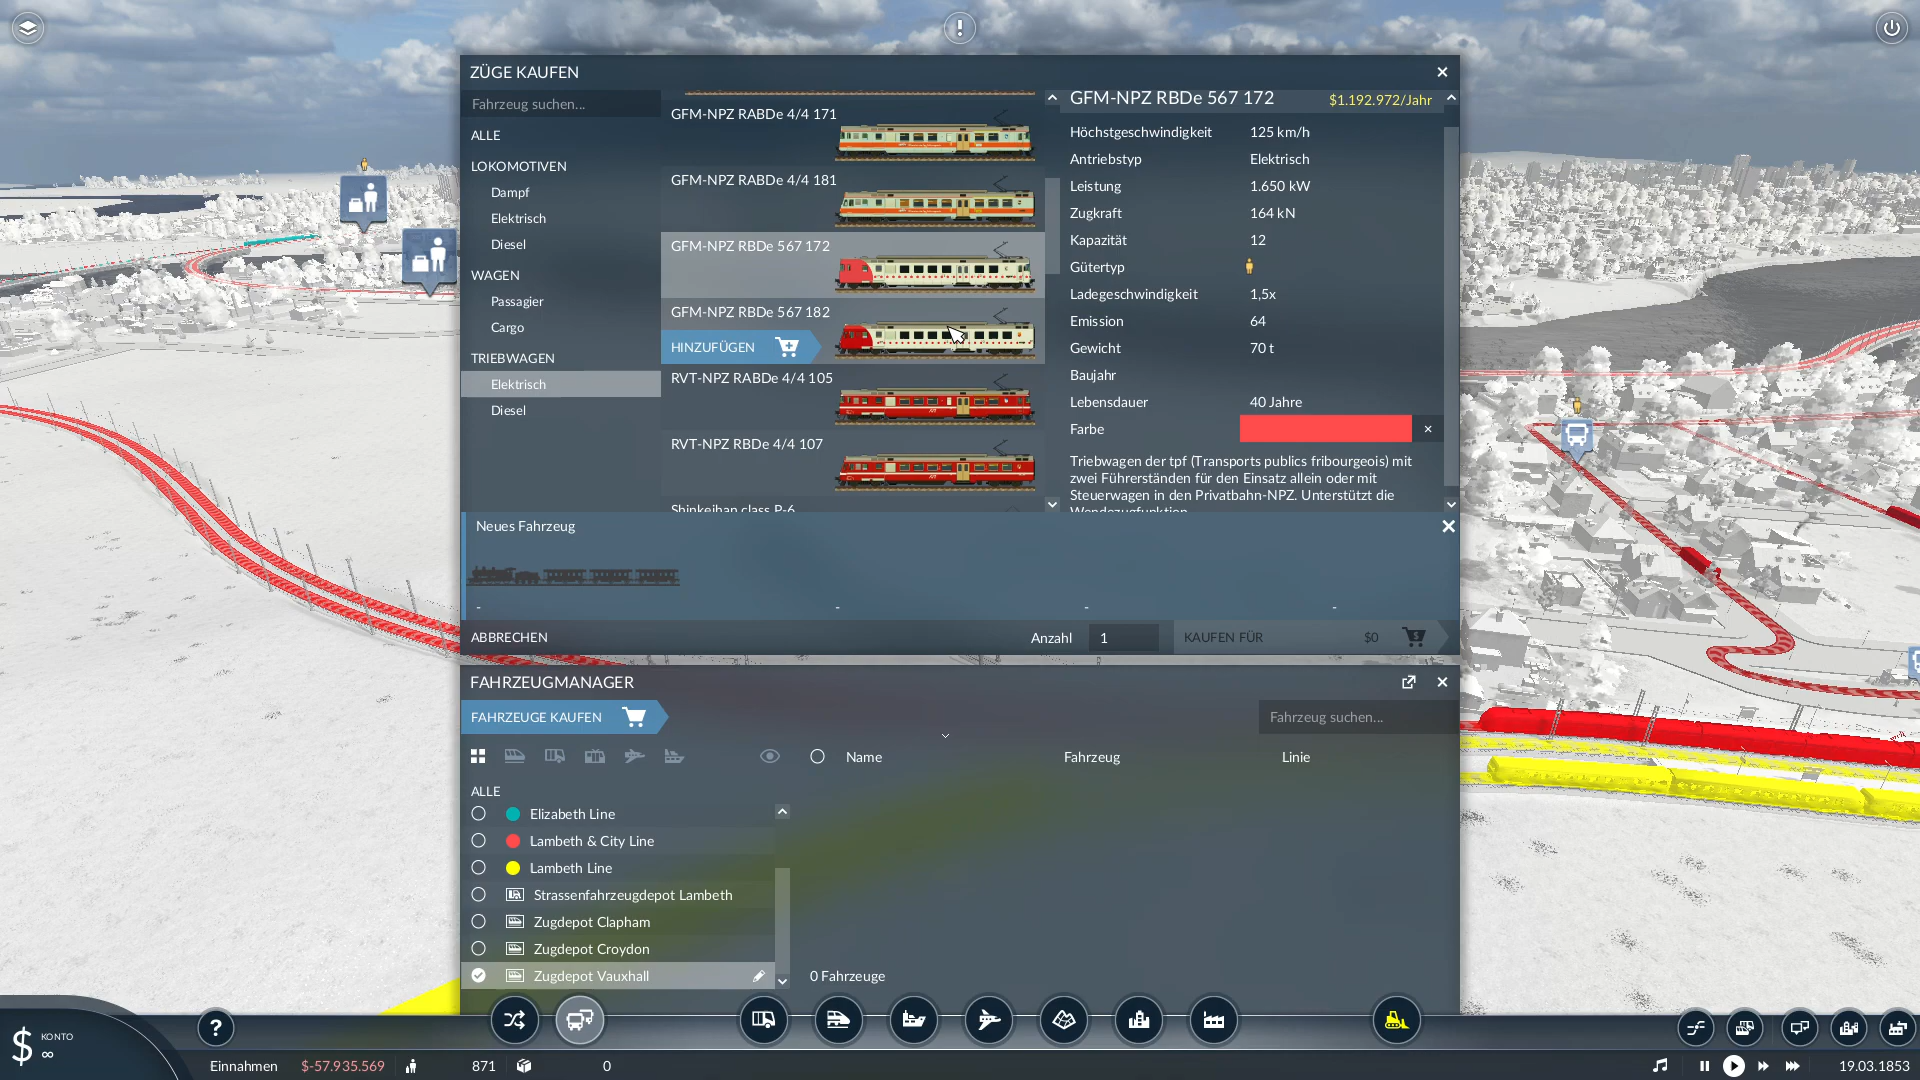 ZÜGE KAUFEN
Fahrzeug suchen...
ALLE
LOKOMOTIVEN
Dampf
Elektrisch
Diesel
WAGEN
Passagier
Cargo
TRIEBWAGEN
Elektrisch
Diesel
GFM-NPZ RABDe 4/4 171
GFM-NPZ RABDe 4/4 181
GFM-NPZ RBDe 567 172
GFM-NPZ RBDe 567 182
HINZUFÜGEN
RVT-NPZ RABDe 4/4 105
RVT-NPZ RBDe 4/4 107
Shinkeihan class P-6
GFM-NPZ RBDe 567 172 $1.192.972/Jahr
Höchstgeschwindigkeit 125 km/h
Antriebstyp Elektrisch
Leistung 1.650 kW
Zugkraft 164 kN
Kapazität 12
Gütertyp
Ladegeschwindigkeit 1,5x
Emission 64
Gewicht 70 t
Baujahr
Lebensdauer 40 Jahre
Farbe
Triebwagen der tpf (Transports publics fribourgeois) mit
zwei Führerständen für den Einsatz allein oder mit
Steuerwagen in den Privatbahn-NPZ. Unterstützt die
Wendezugfunktion
Neues Fahrzeug
- - - -
ABBRECHEN Anzahl 1 KAUFEN FÜR $0
FAHRZEUGMANAGER
FAHRZEUGE KAUFEN Fahrzeug suchen...
Name Fahrzeug Linie
ALLE
Elizabeth Line
Lambeth & City Line
Lambeth Line
Strassenfahrzeugdepot Lambeth
Zugdepot Clapham
Zugdepot Croydon
Zugdepot Vauxhall
0 Fahrzeuge
?
$ KONTO
∞
Einnahmen $-57.935.569 871 0 19.03.1853